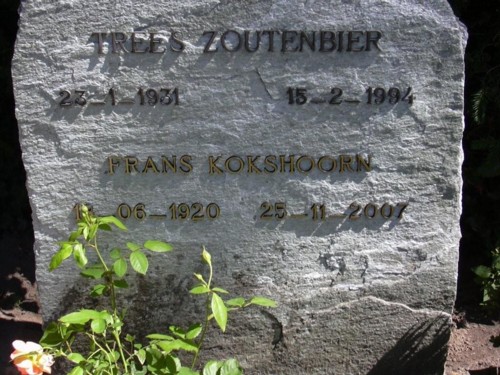 TREES ZOUTENBIER
23-1-1931 15-2-1994
FRANS KOKSHOORN
06-1920 25-11-2007